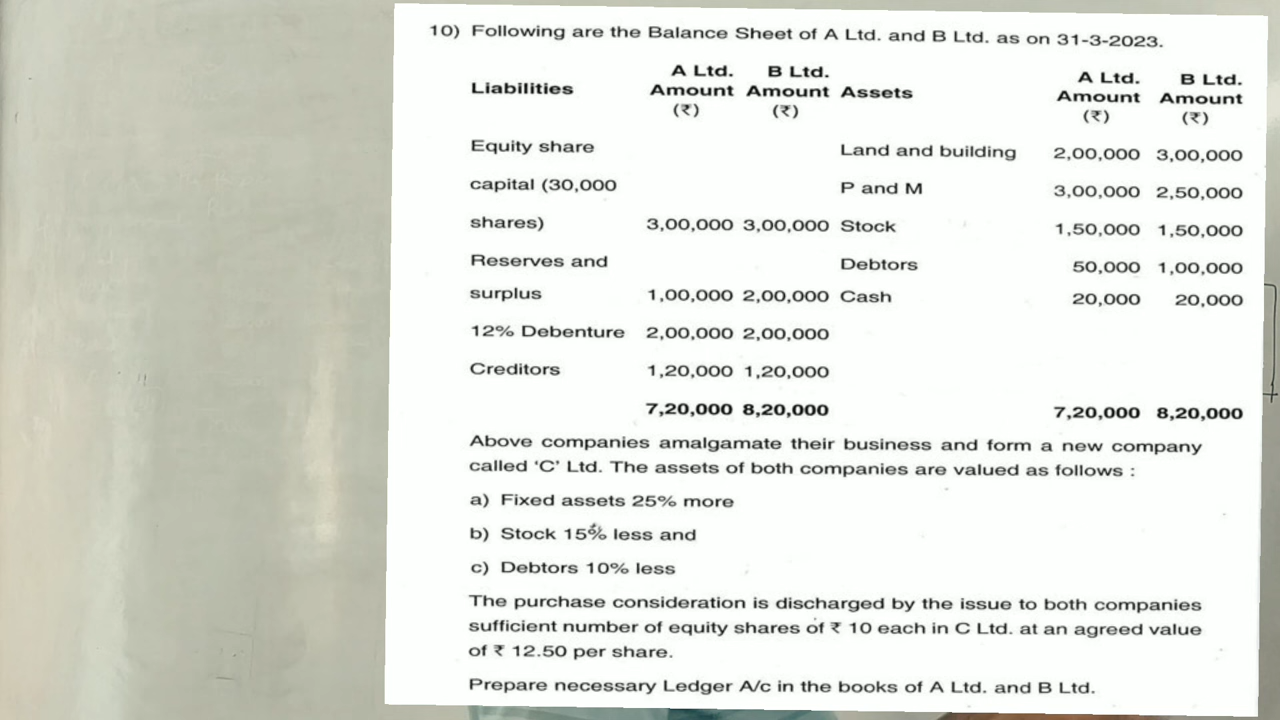 10) Following are the Balance Sheet of A Ltd. and B Ltd. as on 31-3-2023.
Liabilities A Ltd. Amount (₹) B Ltd. Amount (₹) Assets A Ltd. Amount (₹) B Ltd. Amount (₹)
Equity share Land and building 2,00,000 3,00,000
capital (30,000 P and M 3,00,000 2,50,000
shares) 3,00,000 3,00,000 Stock 1,50,000 1,50,000
Reserves and Debtors 50,000 1,00,000
surplus 1,00,000 2,00,000 Cash 20,000 20,000
12% Debenture 2,00,000 2,00,000
Creditors 1,20,000 1,20,000
7,20,000 8,20,000 7,20,000 8,20,000
Above companies amalgamate their business and form a new company
called ‘C’ Ltd. The assets of both companies are valued as follows :
a) Fixed assets 25% more
b) Stock 15% less and
c) Debtors 10% less
The purchase consideration is discharged by the issue to both companies
sufficient number of equity shares of ₹ 10 each in C Ltd. at an agreed value
of ₹ 12.50 per share.
Prepare necessary Ledger A/c in the books of A Ltd. and B Ltd.